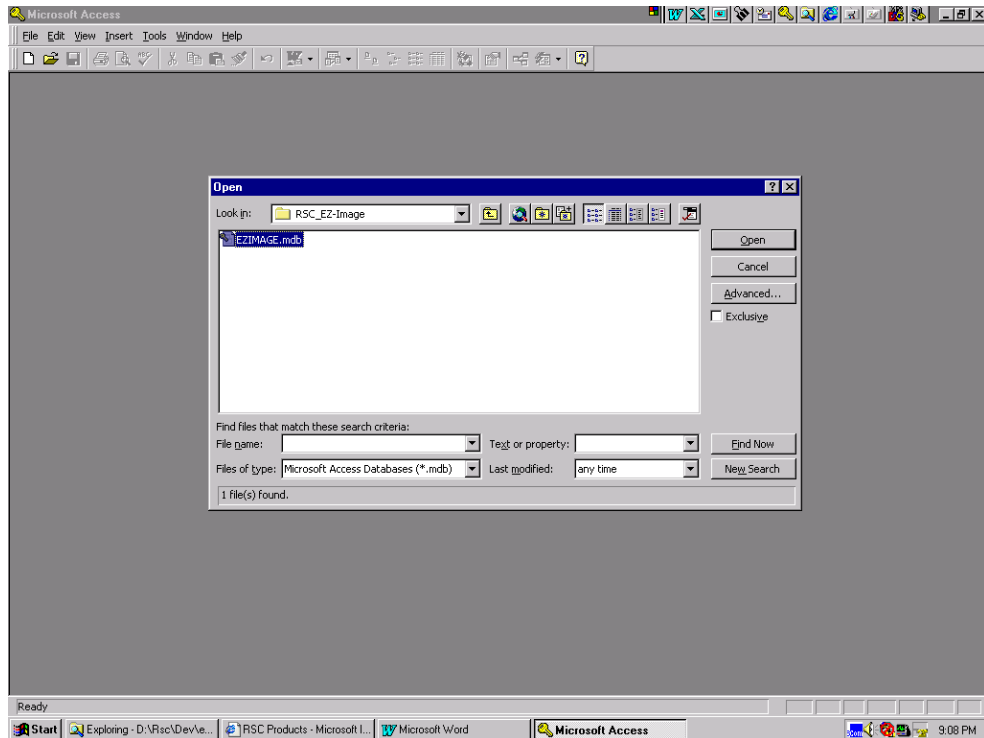 Microsoft Access
File Edit View Insert Tools Window Help
Open
Look in: RSC_EZ-Image
EZIMAGE.mdb
Open
Cancel
Advanced...
Exclusive
Find files that match these search criteria:
File name: Text or property: Find Now
Files of type: Microsoft Access Databases (*.mdb) Last modified: any time New Search
1 file(s) found.
Ready
Start Exploring - D:\Rsc\Dev\e... RSC Products - Microsoft I... Microsoft Word Microsoft Access 9:08 PM